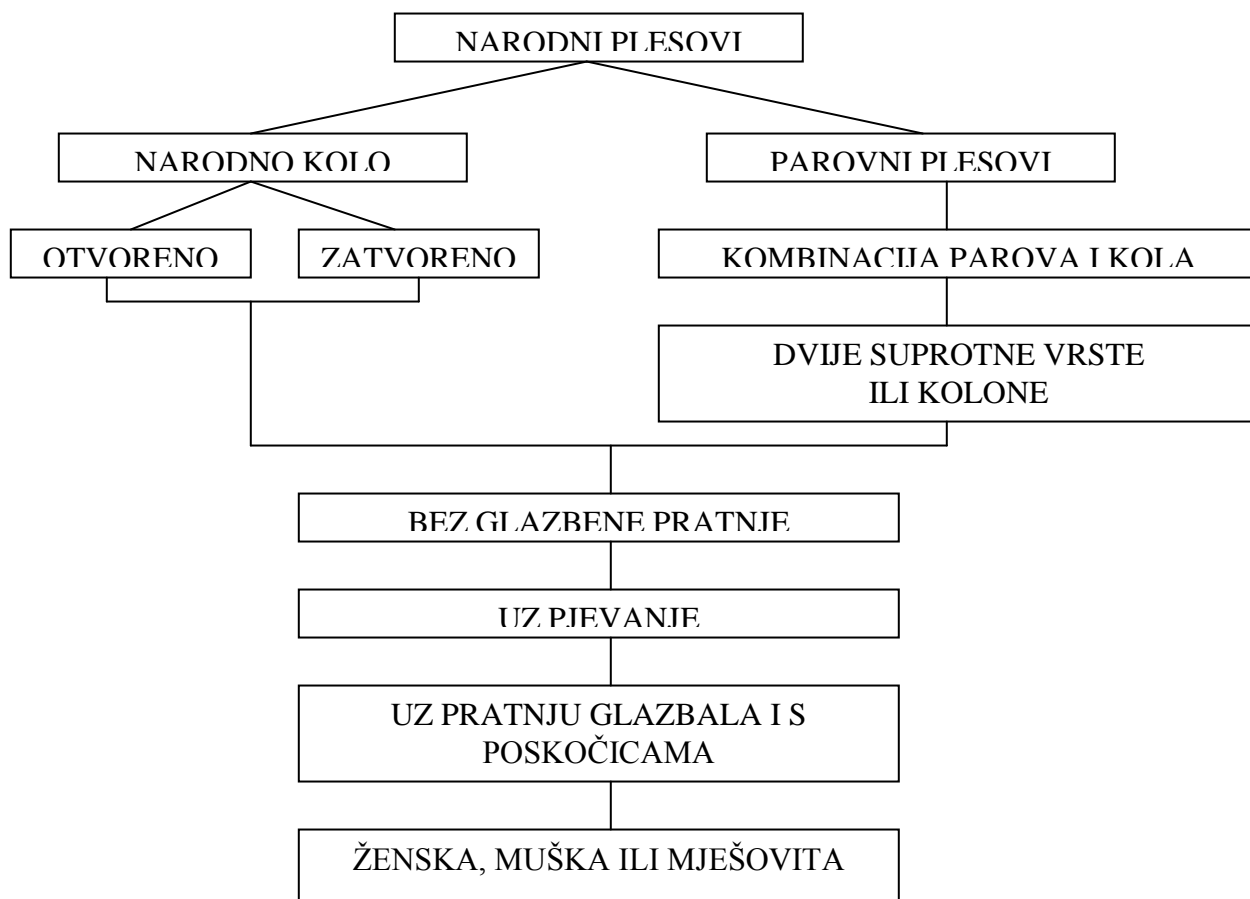 NARODNI PLESOVI
NARODNO KOLO
PAROVNI PLESOVI
OTVORENO
ZATVORENO
KOMBINACIJA PAROVA I KOLA
DVIJE SUPROTNE VRSTE
ILI KOLONE
BEZ GLAZBENE PRATNJE
UZ PJEVANJE
UZ PRATNJU GLAZBALA I S
POSKOČICAMA
ŽENSKA, MUŠKA ILI MJEŠOVITA